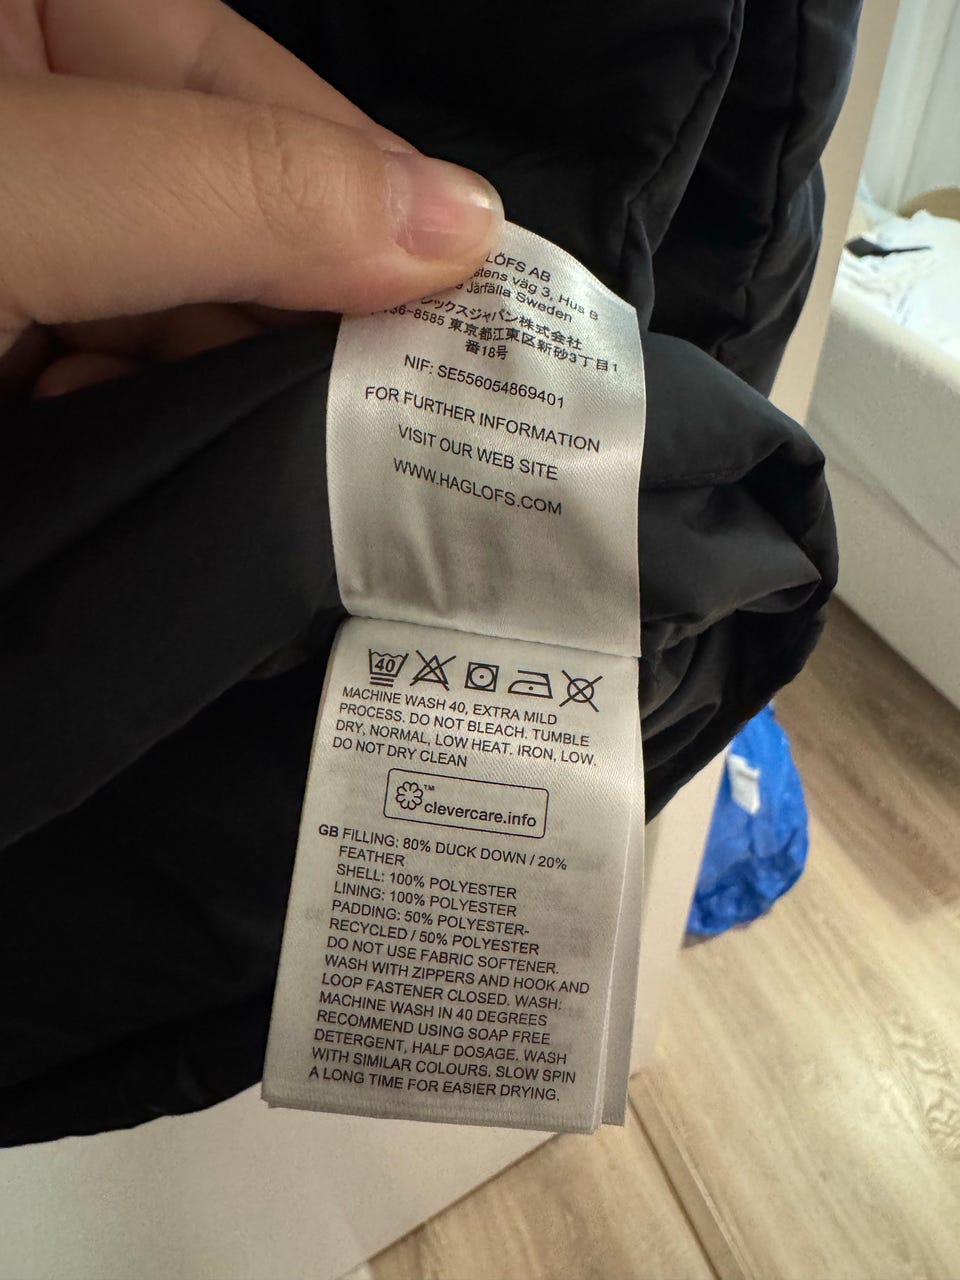 LÖFS AB
väg 3, Hus B
Järfälla Sweden
シックスジャパン株式会社
36-8585 東京都江東区新砂3丁目1
番18号
NIF: SE556054869401
FOR FURTHER INFORMATION
VISIT OUR WEB SITE
WWW.HAGLOFS.COM
40
MACHINE WASH 40, EXTRA MILD
PROCESS. DO NOT BLEACH. TUMBLE
DRY, NORMAL, LOW HEAT. IRON, LOW.
DO NOT DRY CLEAN
™
clevercare.info
GB FILLING: 80% DUCK DOWN / 20%
FEATHER
SHELL: 100% POLYESTER
LINING: 100% POLYESTER
PADDING: 50% POLYESTER-
RECYCLED / 50% POLYESTER
DO NOT USE FABRIC SOFTENER.
WASH WITH ZIPPERS AND HOOK AND
LOOP FASTENER CLOSED. WASH:
MACHINE WASH IN 40 DEGREES
RECOMMEND USING SOAP FREE
DETERGENT, HALF DOSAGE. WASH
WITH SIMILAR COLOURS. SLOW SPIN
A LONG TIME FOR EASIER DRYING.